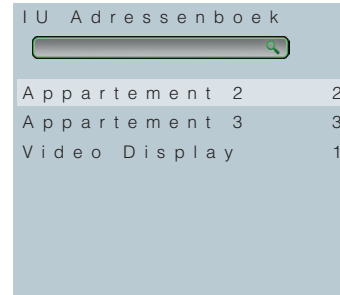 IU Adressenboek
Appartement 2 2
Appartement 3 3
Video Display 1